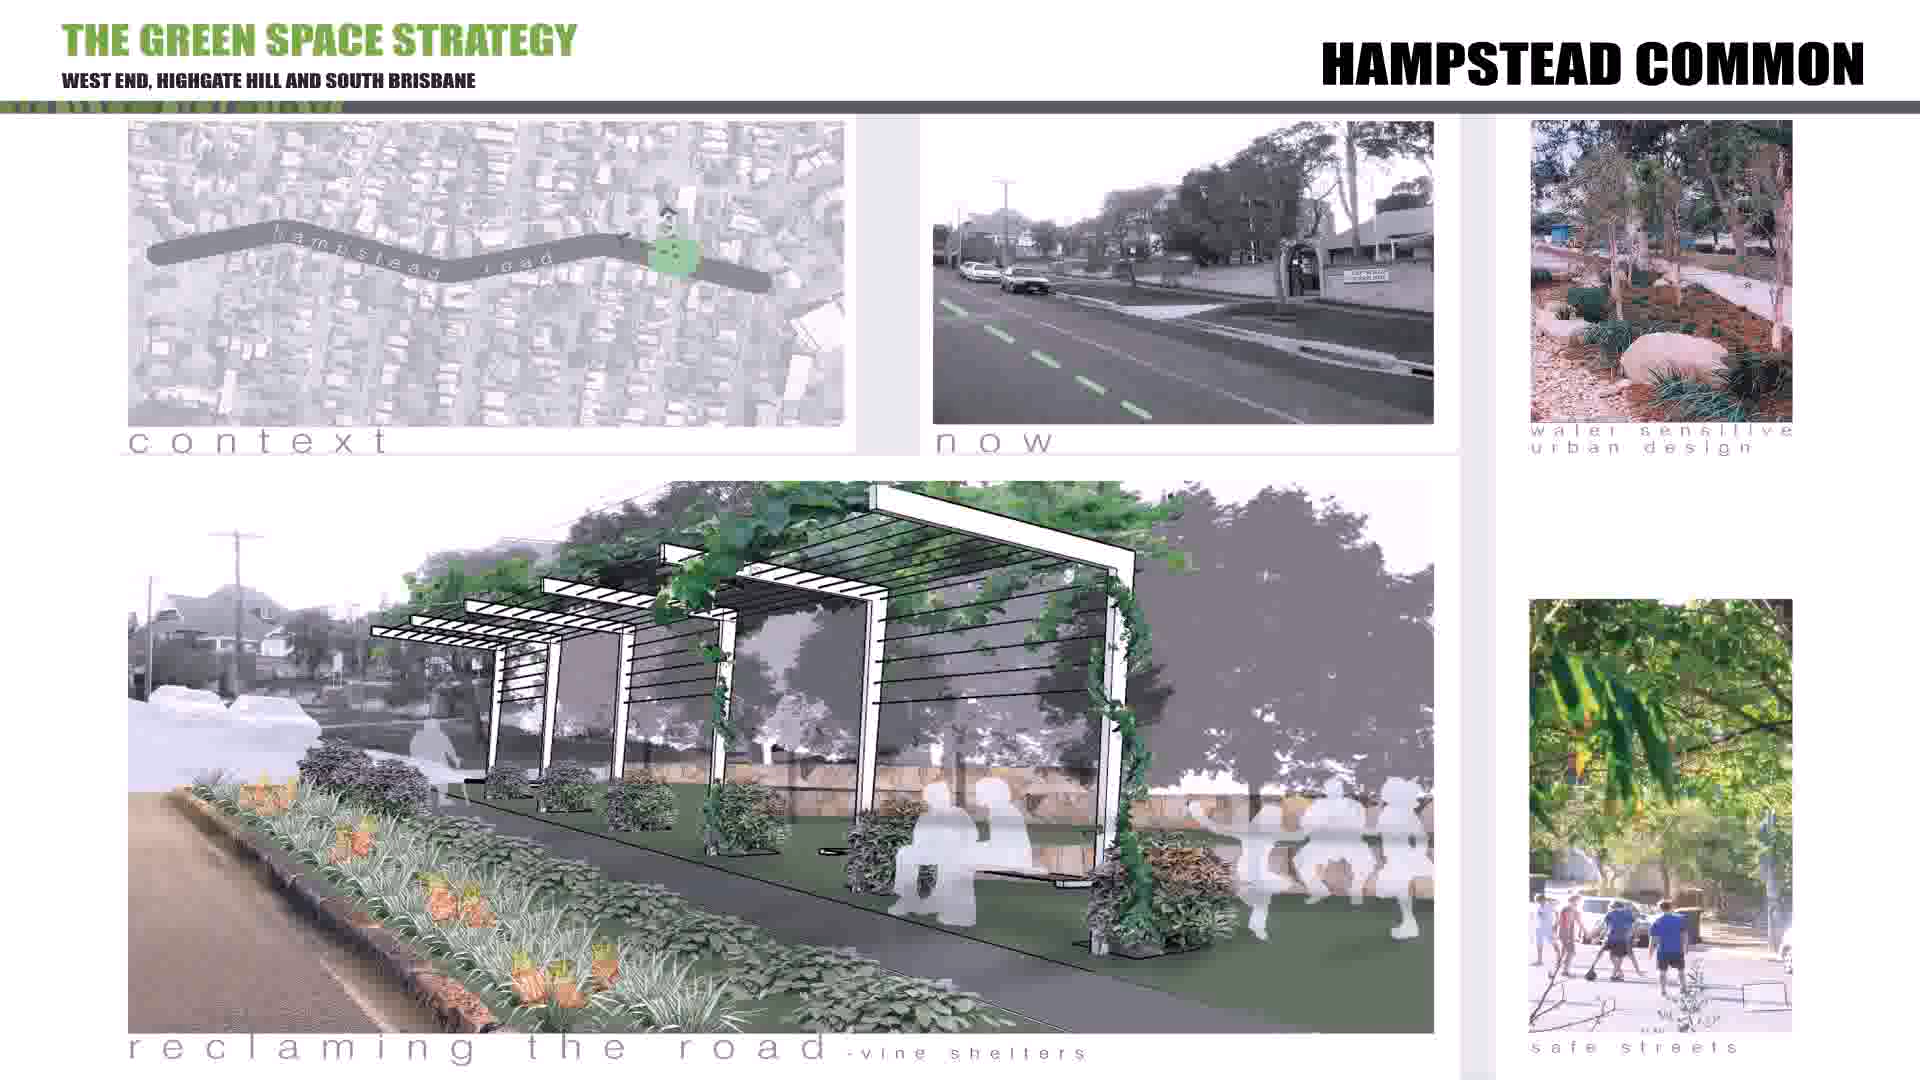 THE GREEN SPACE STRATEGY
WEST END, HIGHGATE HILL AND SOUTH BRISBANE
HAMPSTEAD COMMON
hampstead road
context
now
water sensitive
urban design
reclaming the road -vine shelters
safe streets